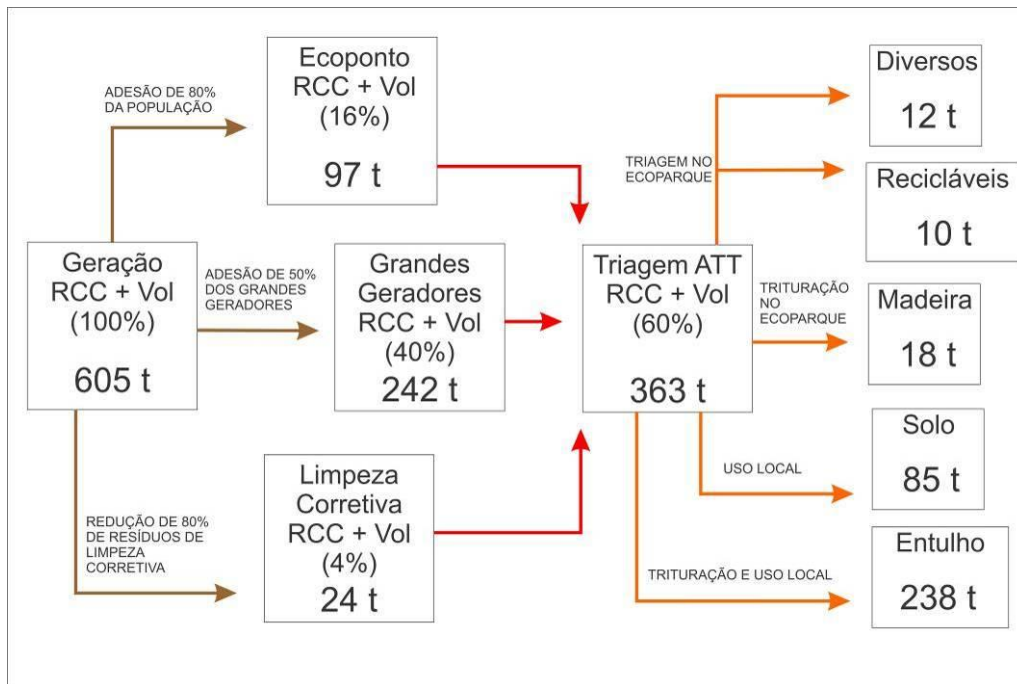 Ecoponto
RCC + Vol
(16%)
97 t
ADESÃO DE 80%
DA POPULAÇÃO
Geração
RCC + Vol
(100%)
605 t
ADESÃO DE 50%
DOS GRANDES
GERADORES
Grandes
Geradores
RCC + Vol
(40%)
242 t
REDUÇÃO DE 80%
DE RESÍDUOS DE
LIMPEZA
CORRETIVA
Limpeza
Corretiva
RCC + Vol
(4%)
24 t
Triagem ATT
RCC + Vol
(60%)
363 t
TRIAGEM NO
ECOPARQUE
Diversos
12 t
Recicláveis
10 t
TRITURAÇÃO
NO
ECOPARQUE
Madeira
18 t
USO LOCAL
Solo
85 t
TRITURAÇÃO E USO LOCAL
Entulho
238 t